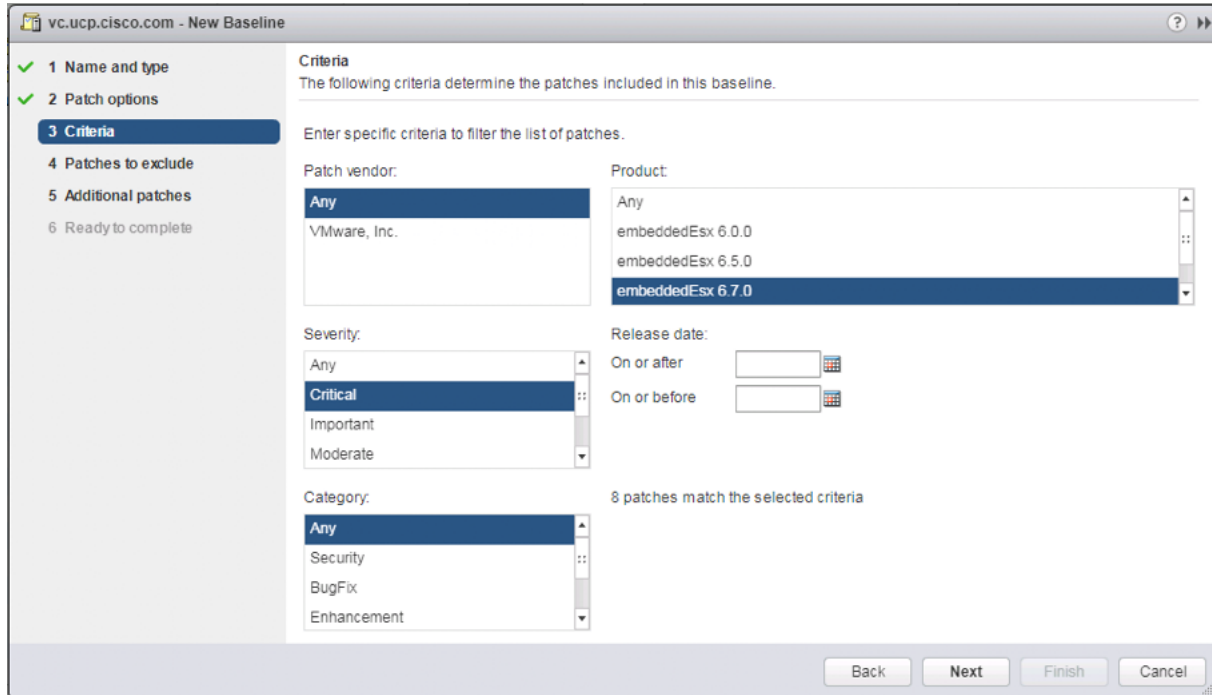 vc.ucp.cisco.com - New Baseline
1 Name and type
2 Patch options
3 Criteria
4 Patches to exclude
5 Additional patches
6 Ready to complete
Criteria
The following criteria determine the patches included in this baseline.
Enter specific criteria to filter the list of patches.
Patch vendor:
Any
VMware, Inc.
Product:
Any
embeddedEsx 6.0.0
embeddedEsx 6.5.0
embeddedEsx 6.7.0
Severity:
Any
Critical
Important
Moderate
Release date:
On or after
On or before
Category:
Any
Security
BugFix
Enhancement
8 patches match the selected criteria
Back
Next
Finish
Cancel